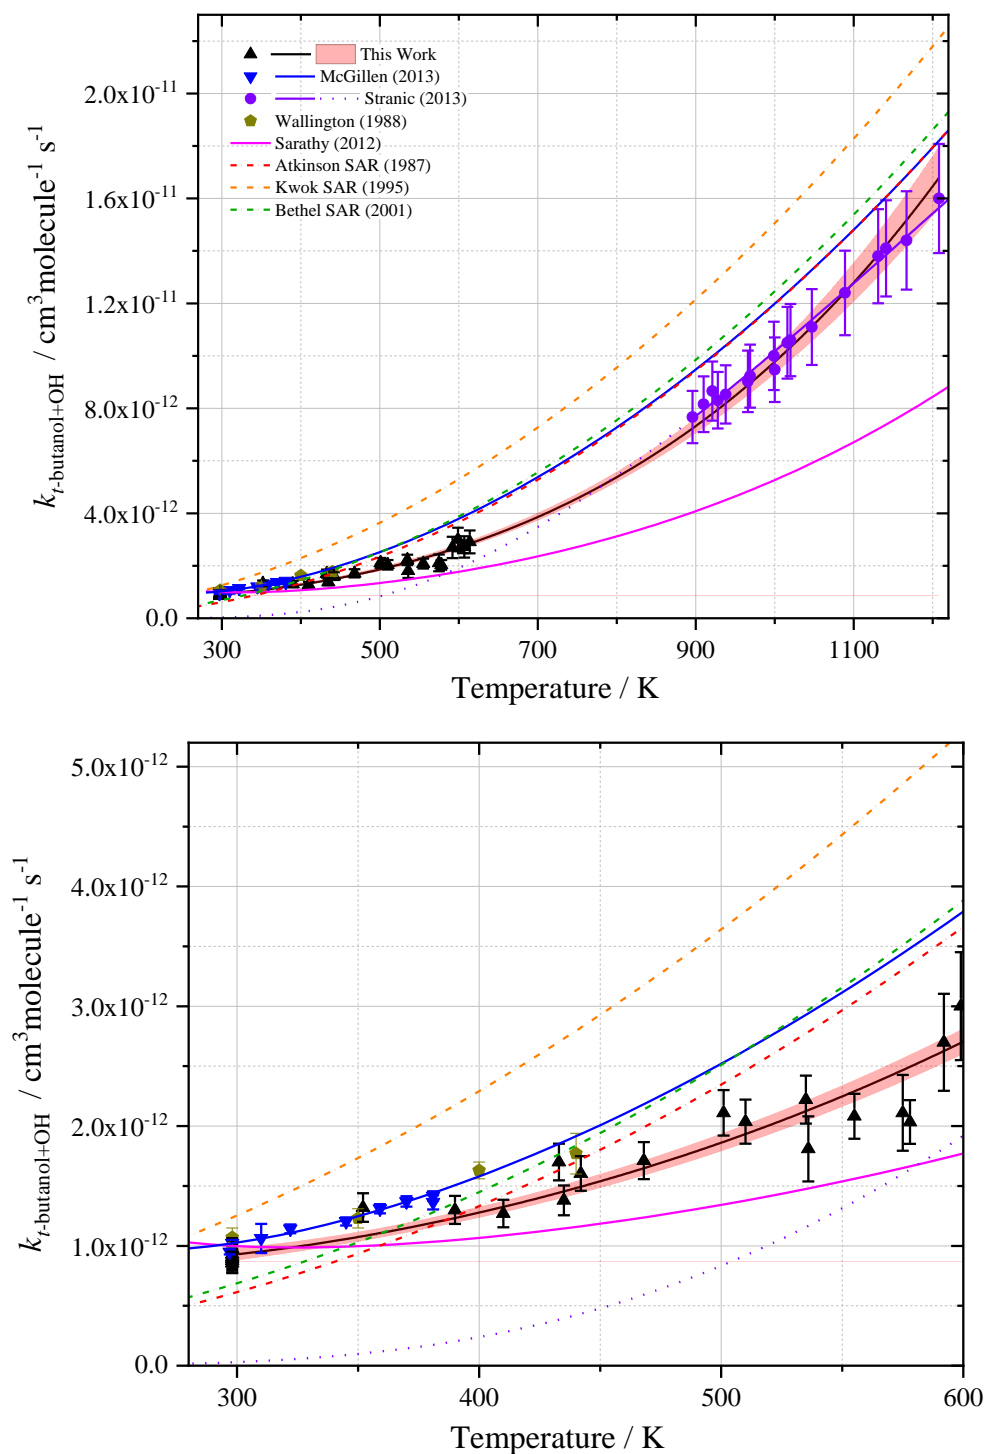 2.0x10-11
1.6x10-11
1.2x10-11
8.0x10-12
4.0x10-12
0.0
k t-butanol+OH / cm3molecule-1 s-1
This Work
McGillen (2013)
Stranic (2013)
Wallington (1988)
Sarathy (2012)
Atkinson SAR (1987)
Kwok SAR (1995)
Bethel SAR (2001)
300 500 700 900 1100
Temperature / K
5.0x10-12
4.0x10-12
3.0x10-12
2.0x10-12
1.0x10-12
0.0
k t-butanol+OH / cm3molecule-1 s-1
300 400 500 600
Temperature / K